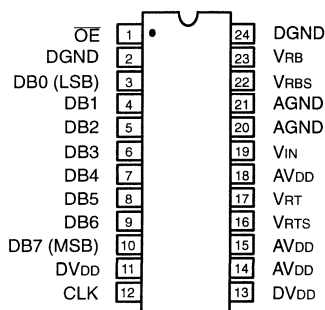 O̅E̅ 1 24 DGND
DGND 2 23 VRB
DB0 (LSB) 3 22 VRBS
DB1 4 21 AGND
DB2 5 20 AGND
DB3 6 19 VIN
DB4 7 18 AVDD
DB5 8 17 VRT
DB6 9 16 VRTS
DB7 (MSB) 10 15 AVDD
DVDD 11 14 AVDD
CLK 12 13 DVDD